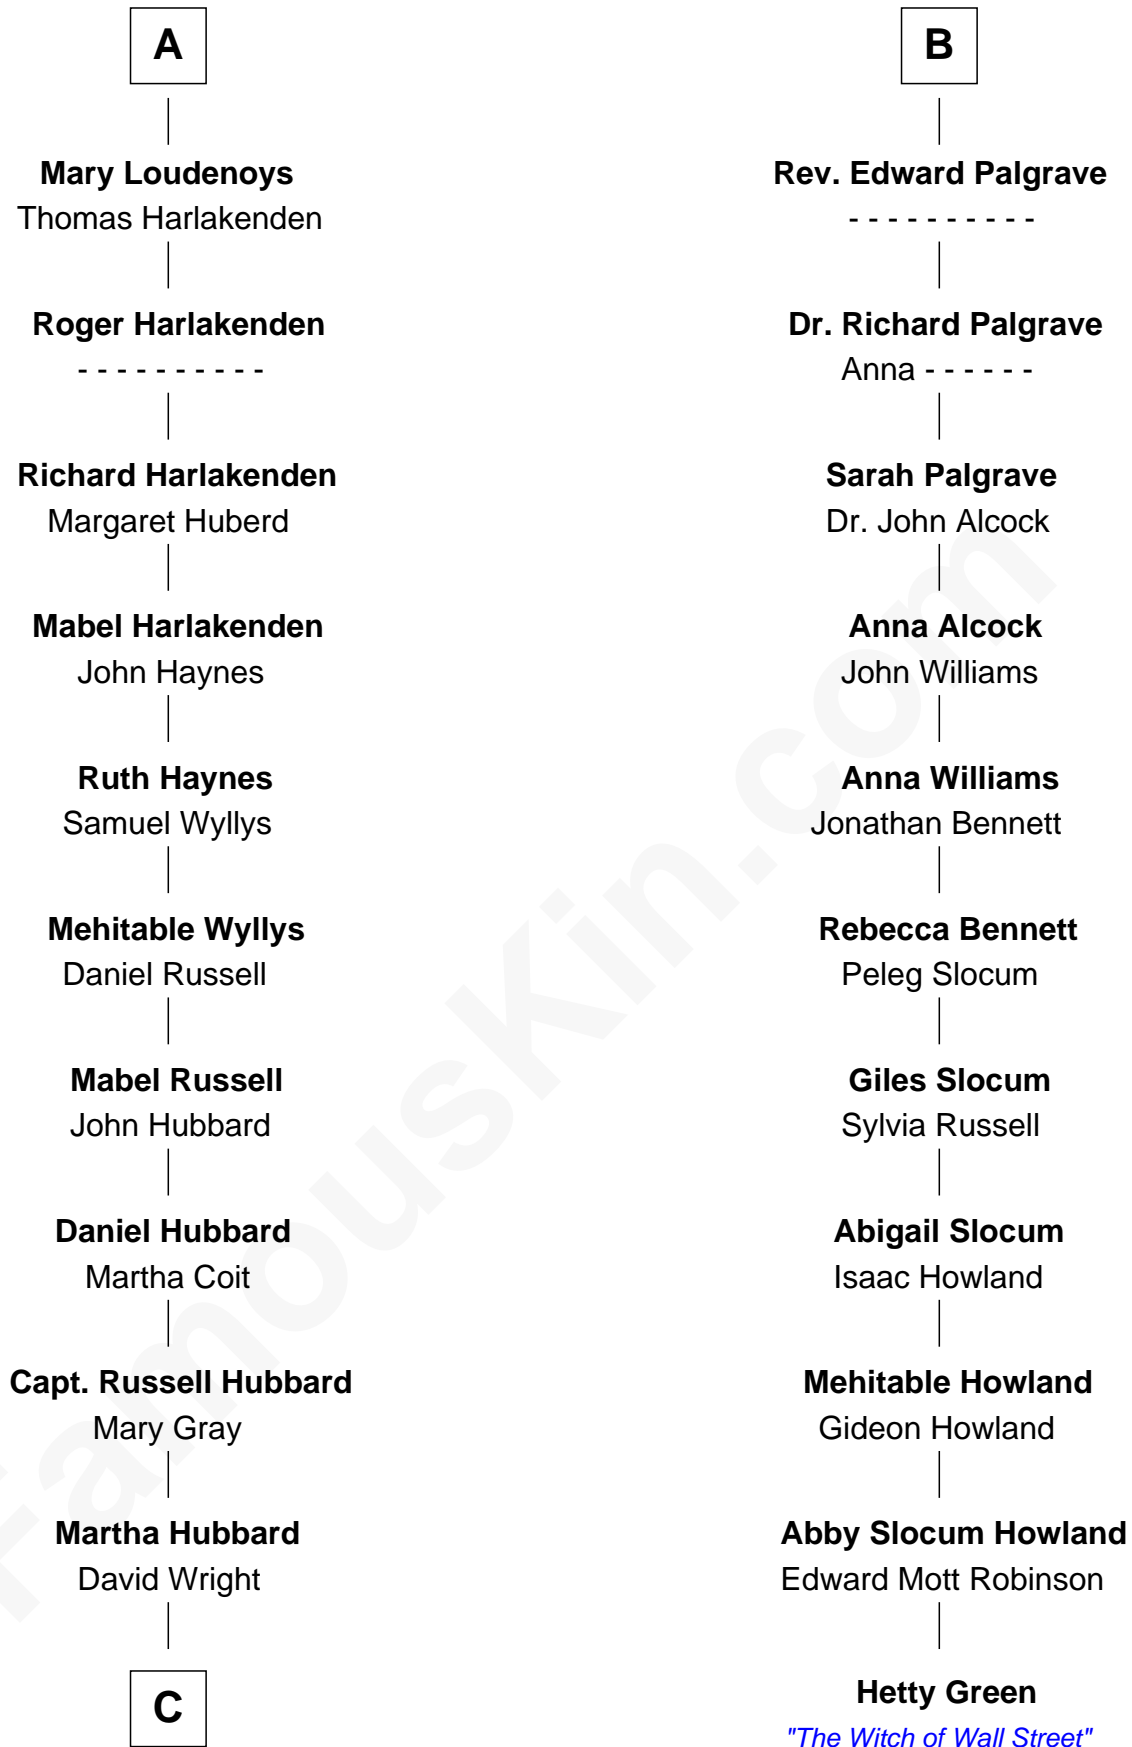 A
Mary Loudenoys
Thomas Harlakenden
Roger Harlakenden
- - - - - - - - - -
Richard Harlakenden
Margaret Huberd
Mabel Harlakenden
John Haynes
Ruth Haynes
Samuel Wyllys
Mehitable Wyllys
Daniel Russell
Mabel Russell
John Hubbard
Daniel Hubbard
Martha Coit
Capt. Russell Hubbard
Mary Gray
Martha Hubbard
David Wright
C
B
Rev. Edward Palgrave
- - - - - - - - - -
Dr. Richard Palgrave
Anna - - - - - -
Sarah Palgrave
Dr. John Alcock
Anna Alcock
John Williams
Anna Williams
Jonathan Bennett
Rebecca Bennett
Peleg Slocum
Giles Slocum
Sylvia Russell
Abigail Slocum
Isaac Howland
Mehitable Howland
Gideon Howland
Abby Slocum Howland
Edward Mott Robinson
Hetty Green
"The Witch of Wall Street"
FamousKin.com